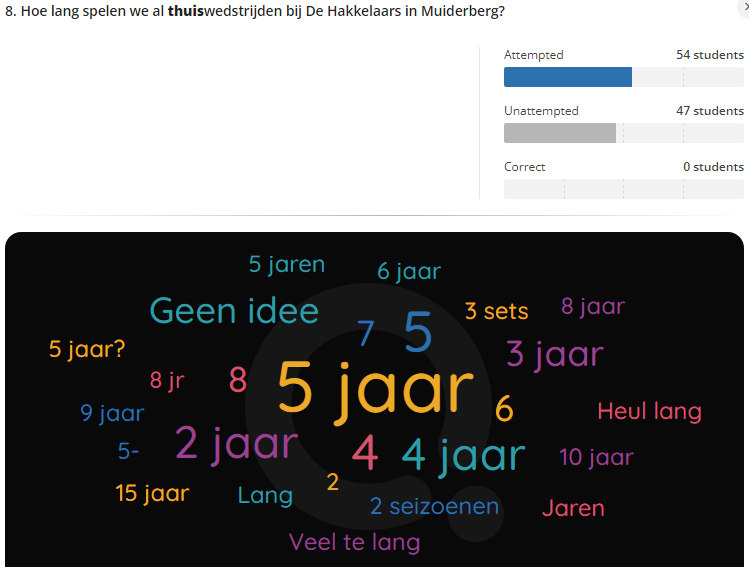 8. Hoe lang spelen we al thuiswedstrijden bij De Hakkelaars in Muiderberg?
Attempted 54 students
Unattempted 47 students
Correct 0 students
5 jaren
6 jaar
Geen idee
3 sets
8 jaar
7
5
5 jaar?
3 jaar
8 jr
8
5 jaar
9 jaar
6
Heul lang
5-
2 jaar
4
4 jaar
10 jaar
15 jaar
Lang
2
2 seizoenen
Jaren
Veel te lang